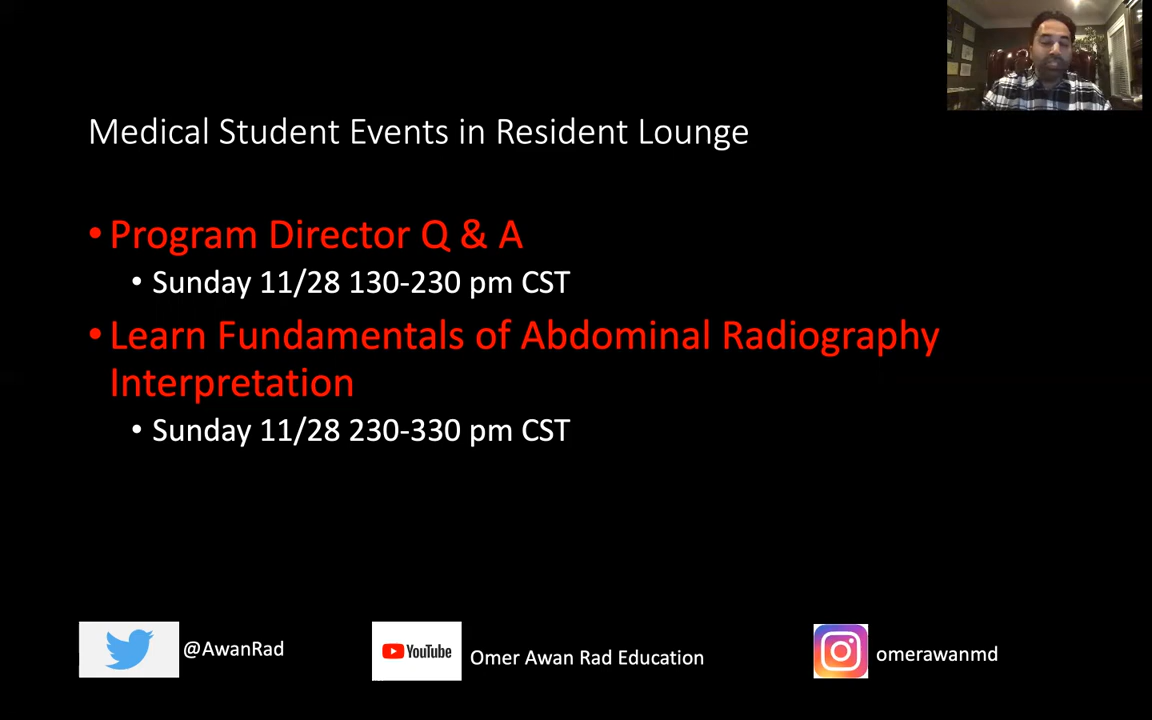 Medical Student Events in Resident Lounge
•Program Director Q & A
• Sunday 11/28 130-230 pm CST
•Learn Fundamentals of Abdominal Radiography
Interpretation
• Sunday 11/28 230-330 pm CST
@AwanRad
YouTube
Omer Awan Rad Education
omerawanmd